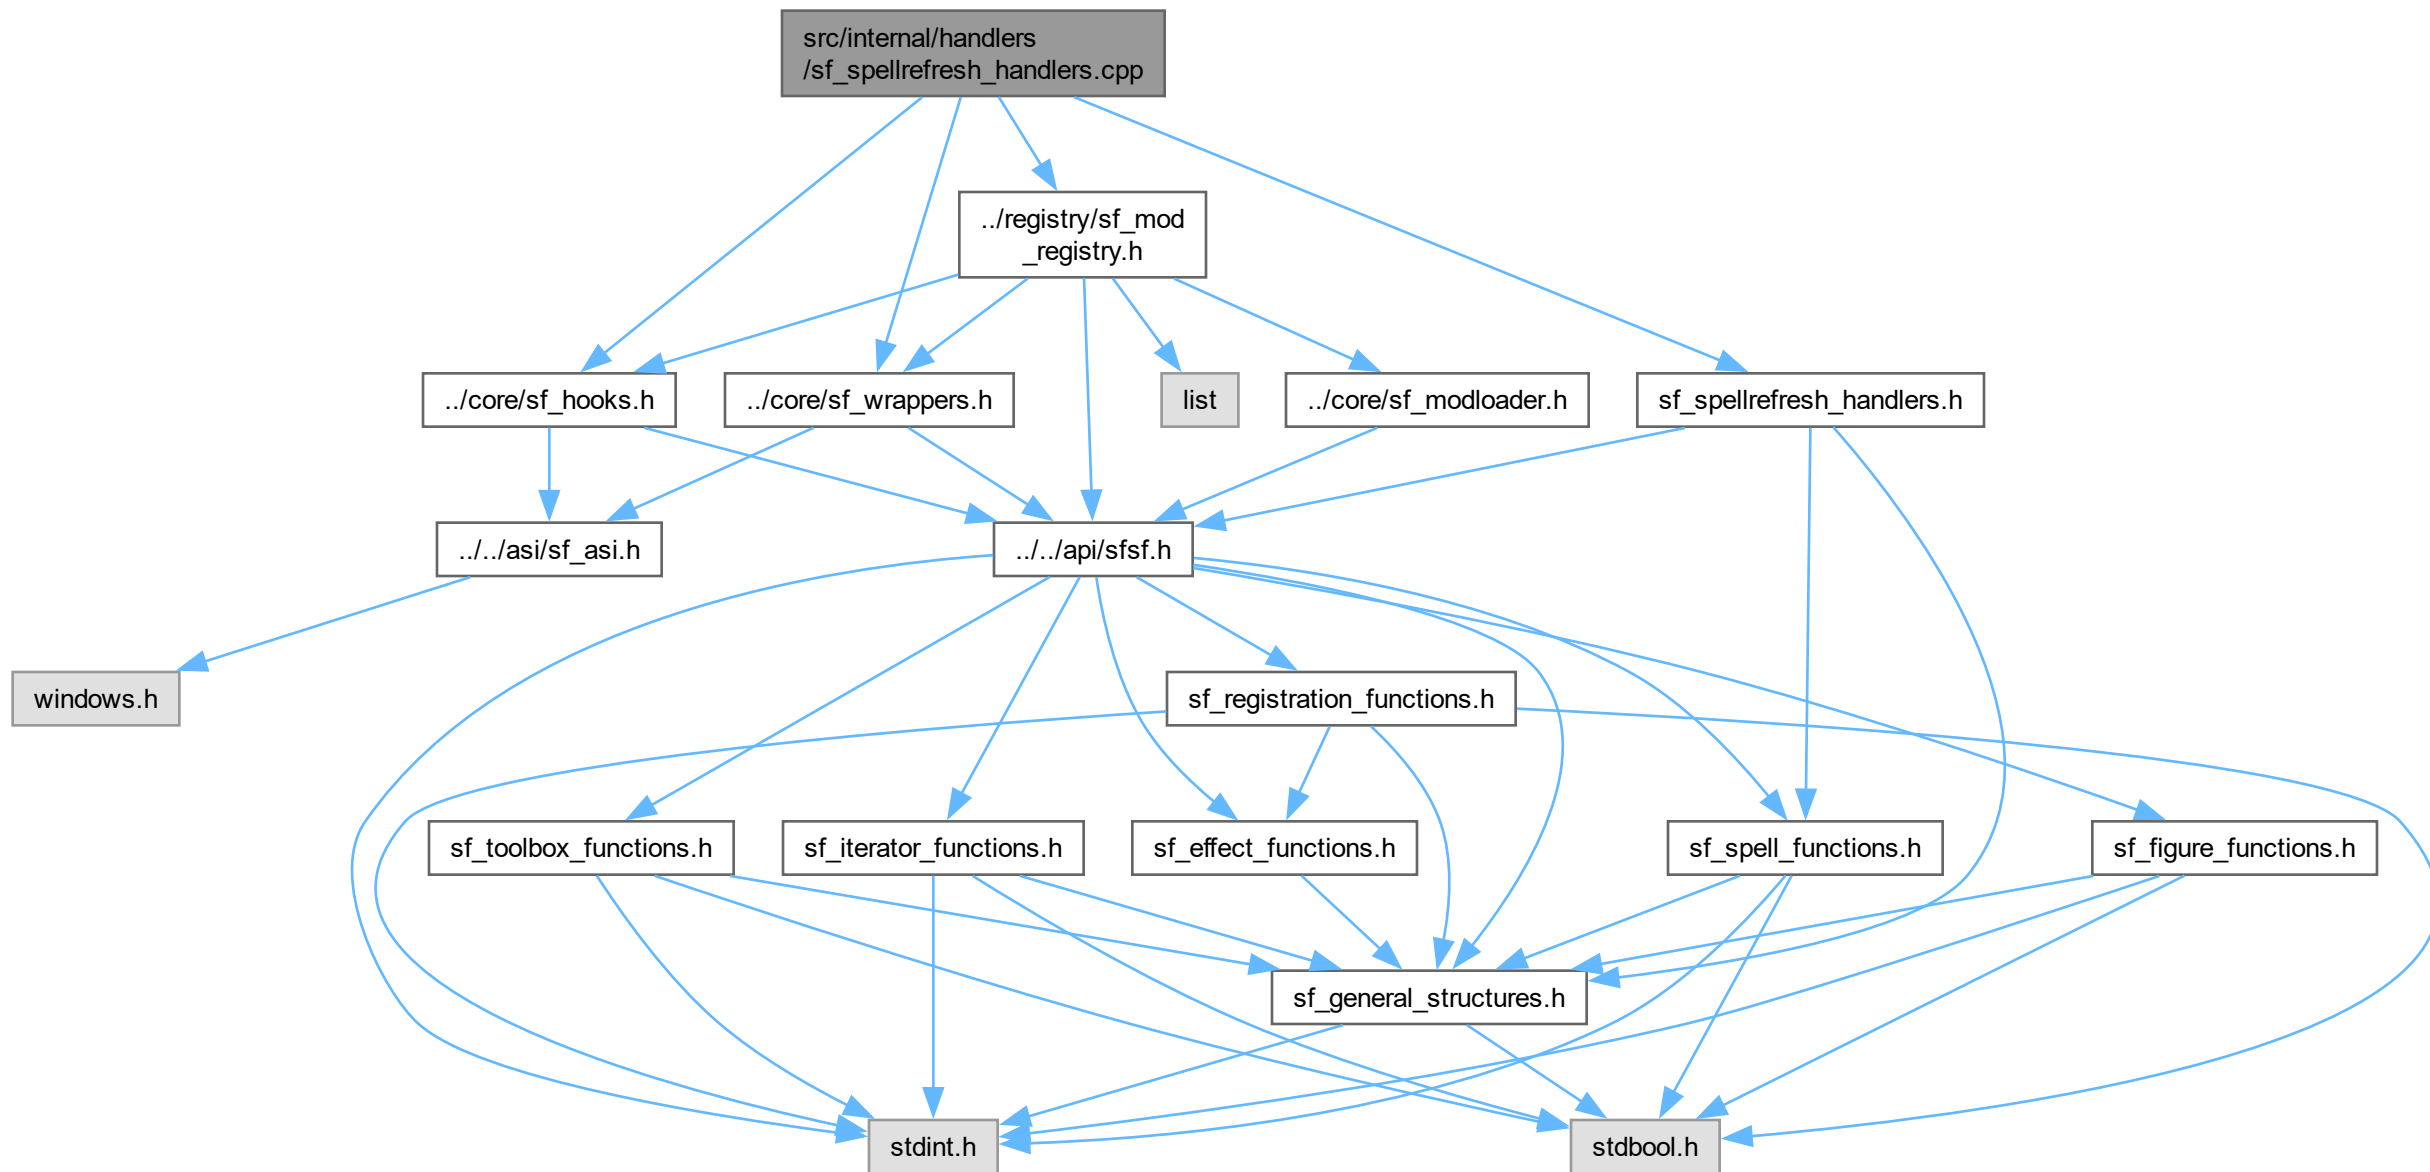 src/internal/handlers
/sf_spellrefresh_handlers.cpp
../registry/sf_mod
_registry.h
../core/sf_hooks.h
../core/sf_wrappers.h
list
../core/sf_modloader.h
sf_spellrefresh_handlers.h
../../asi/sf_asi.h
../../api/sfsf.h
windows.h
sf_registration_functions.h
sf_toolbox_functions.h
sf_iterator_functions.h
sf_effect_functions.h
sf_spell_functions.h
sf_figure_functions.h
sf_general_structures.h
stdint.h
stdbool.h